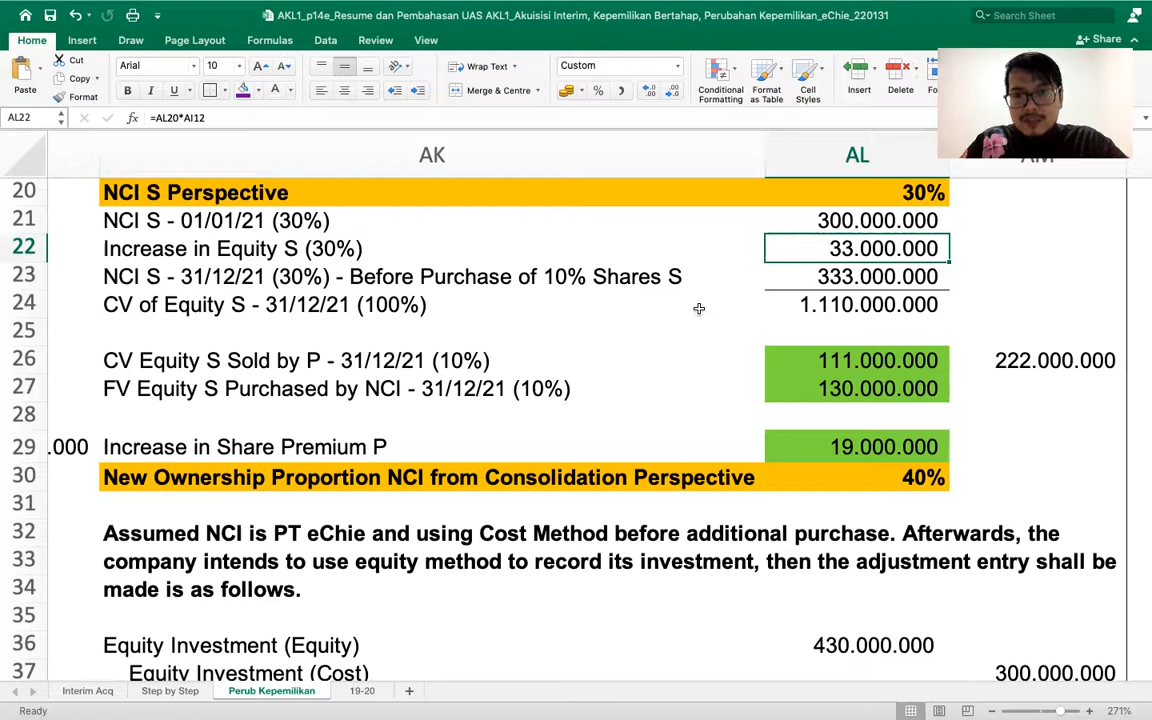 AKL1_p14e_Resume dan Pembahasan UAS AKL1_Akuisisi Interim, Kepemilikan Bertahap, Perubahan Kepemilikan_eChie_220131
Search Sheet
Home Insert Draw Page Layout Formulas Data Review View
Share
Paste
Cut
Copy
Format
Arial 10
B I U
Wrap Text
Merge & Centre
Custom
Conditional Formatting
Format as Table
Cell Styles
Insert
Delete
AL22 fx =AL20*AI12
AK AL
20 NCI S Perspective 30%
21 NCI S - 01/01/21 (30%) 300.000.000
22 Increase in Equity S (30%) 33.000.000
23 NCI S - 31/12/21 (30%) - Before Purchase of 10% Shares S 333.000.000
24 CV of Equity S - 31/12/21 (100%) 1.110.000.000
25
26 CV Equity S Sold by P - 31/12/21 (10%) 111.000.000 222.000.000
27 FV Equity S Purchased by NCI - 31/12/21 (10%) 130.000.000
28
29 .000 Increase in Share Premium P 19.000.000
30 New Ownership Proportion NCI from Consolidation Perspective 40%
31
32 Assumed NCI is PT eChie and using Cost Method before additional purchase. Afterwards, the
33 company intends to use equity method to record its investment, then the adjustment entry shall be
34 made is as follows.
35
36 Equity Investment (Equity) 430.000.000
37 Equity Investment (Cost) 300.000.000
Interim Acq Step by Step Perub Kepemilikan 19-20 +
Ready 271%